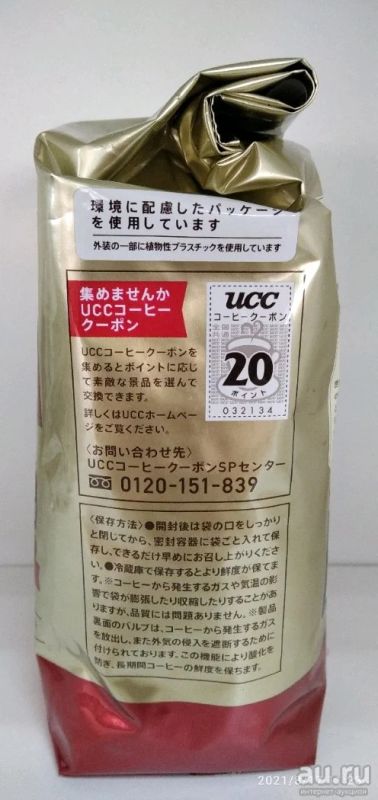 環境に配慮したパッケージ
を使用しています
外装の一部に植物性プラスチックを使用しています
集めませんか
UCCコーヒー
クーポン
UCC
コーヒークーポン
全国
共通
20
ポイント
032134
UCCコーヒークーポンを
集めるとポイントに応じ
て素敵な景品を選んで
交換できます。
詳しくはUCCホームペー
ジをご覧ください。
〈お問い合わせ先〉
UCCコーヒークーポンSPセンター
0120-151-839
〈保存方法〉●開封後は袋の口をしっかり
と閉じてから、密封容器に袋ごと入れて保
存し、できるだけ早めにお召し上がりくださ
い。●冷蔵庫で保存するとより鮮度が保てま
す。※コーヒーから発生するガスや気温の影
響で袋が膨張したり収縮したりすることがあ
りますが、品質には問題ありません。※製品
裏面のバルブは、コーヒーから発生するガス
を放出し、また外気の侵入を遮断するために
付けられております。この機能により酸化を
防ぎ、長期間コーヒーの鮮度を保ちます。
au.ru
интернет-аукцион